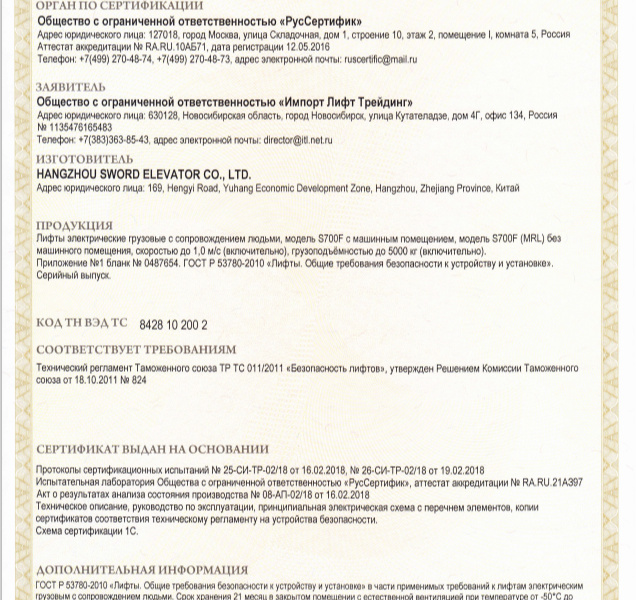 ОРГАН ПО СЕРТИФИКАЦИИ
Общество с ограниченной ответственностью «РусСертифик»
Адрес юридического лица: 127018, город Москва, улица Складочная, дом 1, строение 10, этаж 2, помещение I, комната 5, Россия
Аттестат аккредитации № RA.RU.10АБ71, дата регистрации 12.05.2016
Телефон: +7(499) 270-48-74, +7(499) 270-48-73, адрес электронной почты: ruscertific@mail.ru
ЗАЯВИТЕЛЬ
Общество с ограниченной ответственностью «Импорт Лифт Трейдинг»
Адрес юридического лица: 630128, Новосибирская область, город Новосибирск, улица Кутателадзе, дом 4Г, офис 134, Россия
№ 1135476165483
Телефон: +7(383)363-85-43, адрес электронной почты: director@itl.net.ru
ИЗГОТОВИТЕЛЬ
HANGZHOU SWORD ELEVATOR CO., LTD.
Адрес юридического лица: 169, Hengyi Road, Yuhang Economic Development Zone, Hangzhou, Zhejiang Province, Китай
ПРОДУКЦИЯ
Лифты электрические грузовые с сопровождением людьми, модель S700F с машинным помещением, модель S700F (MRL) без
машинного помещения, скоростью до 1,0 м/с (включительно), грузоподъёмностью до 5000 кг (включительно).
Приложение №1 бланк № 0487654. ГОСТ Р 53780-2010 «Лифты. Общие требования безопасности к устройству и установке».
Серийный выпуск.
КОД ТН ВЭД ТС 8428 10 200 2
СООТВЕТСТВУЕТ ТРЕБОВАНИЯМ
Технический регламент Таможенного союза ТР ТС 011/2011 «Безопасность лифтов», утвержден Решением Комиссии Таможенного
союза от 18.10.2011 № 824
СЕРТИФИКАТ ВЫДАН НА ОСНОВАНИИ
Протоколы сертификационных испытаний № 25-СИ-ТР-02/18 от 16.02.2018, № 26-СИ-ТР-02/18 от 19.02.2018
Испытательная лаборатория Общества с ограниченной ответственностью «РусСертифик», аттестат аккредитации № RA.RU.21АЗ97
Акт о результатах анализа состояния производства № 08-АП-02/18 от 16.02.2018
Техническое описание, руководство по эксплуатации, принципиальная электрическая схема с перечнем элементов, копии
сертификатов соответствия техническому регламенту на устройства безопасности.
Схема сертификации 1С.
ДОПОЛНИТЕЛЬНАЯ ИНФОРМАЦИЯ
ГОСТ Р 53780-2010 «Лифты. Общие требования безопасности к устройству и установке» в части применимых требований к лифтам электрическим
грузовым с сопровождением людьми. Срок хранения 21 месяц в закрытом помещении с естественной вентиляцией при температуре от -50°С до